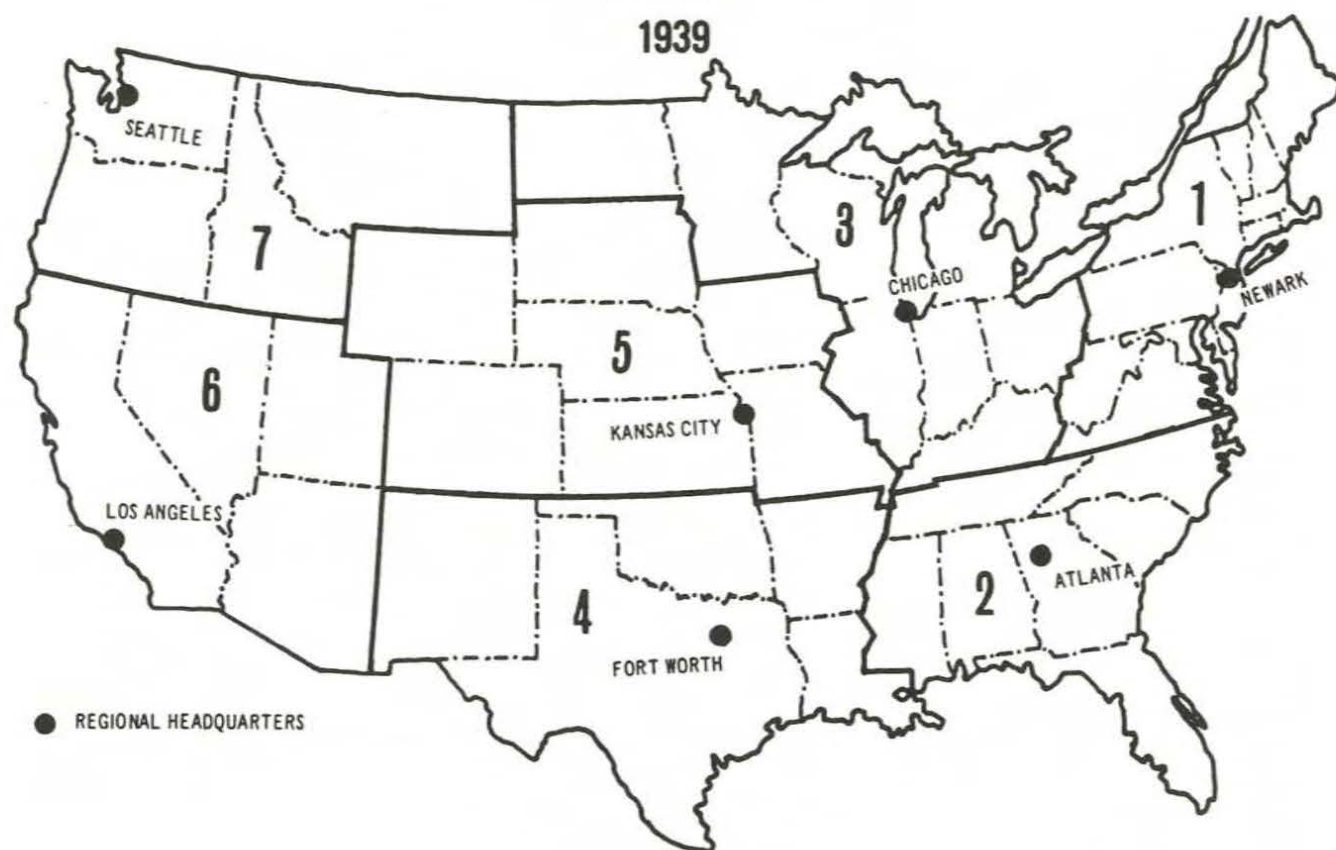 1939
SEATTLE
1
3
7
CHICAGO
NEWARK
5
6
KANSAS CITY
LOS ANGELES
ATLANTA
2
4
FORT WORTH
REGIONAL HEADQUARTERS